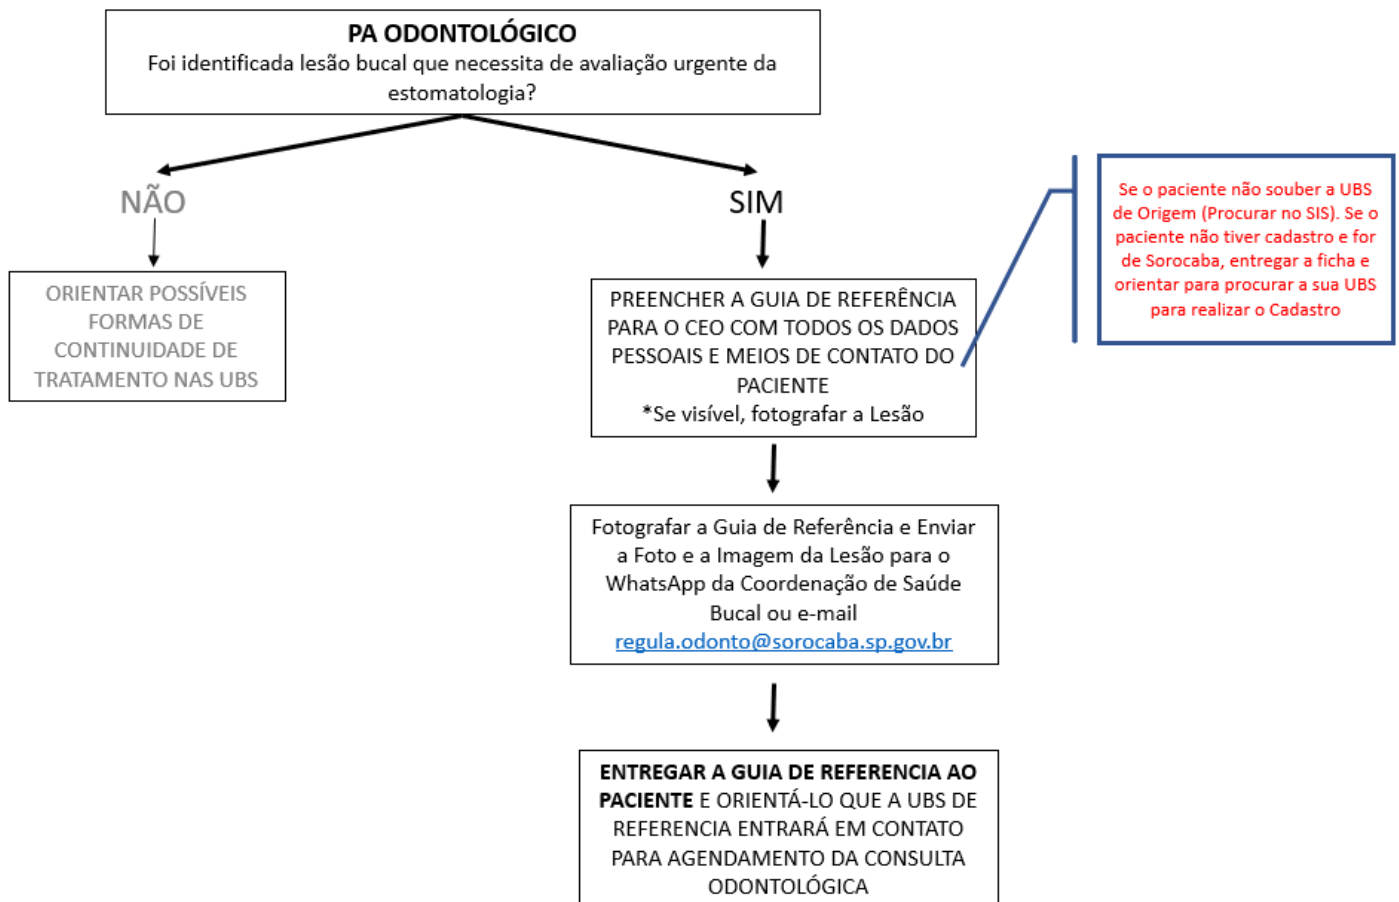 PA ODONTOLÓGICO
Foi identificada lesão bucal que necessita de avaliação urgente da
estomatologia?
NÃO
SIM
ORIENTAR POSSÍVEIS
FORMAS DE
CONTINUIDADE DE
TRATAMENTO NAS UBS
PREENCHER A GUIA DE REFERÊNCIA
PARA O CEO COM TODOS OS DADOS
PESSOAIS E MEIOS DE CONTATO DO
PACIENTE
*Se visível, fotografar a Lesão
Se o paciente não souber a UBS
de Origem (Procurar no SIS). Se o
paciente não tiver cadastro e for
de Sorocaba, entregar a ficha e
orientar para procurar a sua UBS
para realizar o Cadastro
Fotografar a Guia de Referência e Enviar
a Foto e a Imagem da Lesão para o
WhatsApp da Coordenação de Saúde
Bucal ou e-mail
regula.odonto@sorocaba.sp.gov.br
ENTREGAR A GUIA DE REFERENCIA AO
PACIENTE E ORIENTÁ-LO QUE A UBS DE
REFERENCIA ENTRARÁ EM CONTATO
PARA AGENDAMENTO DA CONSULTA
ODONTOLÓGICA